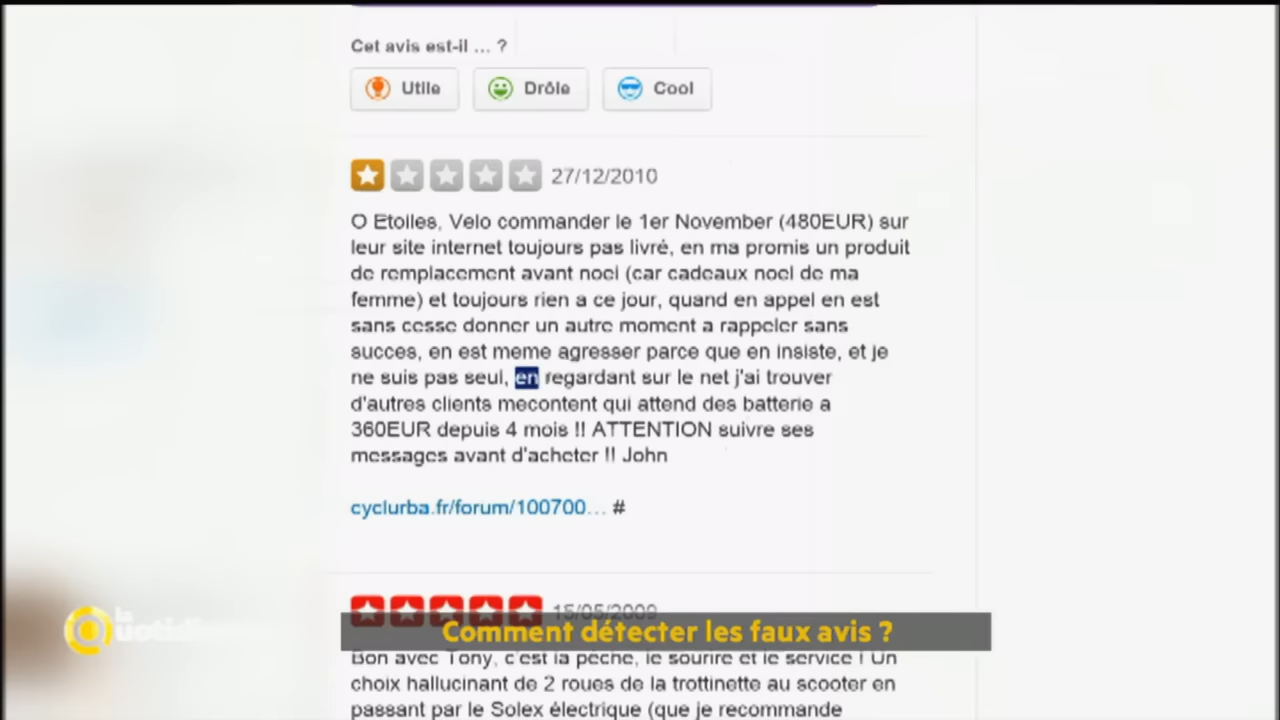 Cet avis est-il ... ?
Utile
Drôle
Cool
27/12/2010
O Etoiles, Velo commander le 1er November (480EUR) sur
leur site internet toujours pas livré, en ma promis un produit
de remplacement avant noel (car cadeaux noel de ma
femme) et toujours rien a ce jour, quand en appel en est
sans cesse donner un autre moment a rappeler sans
succes, en est meme agresser parce que en insiste, et je
ne suis pas seul, en regardant sur le net j'ai trouver
d'autres clients mecontent qui attend des batterie a
360EUR depuis 4 mois !! ATTENTION suivre ses
messages avant d'acheter !! John
cyclurba.fr/forum/100700... #
15/05/2009
la
Comment détecter les faux avis ?
Bon avec Tony, c'est la pêche, le sourire et le service ! Un
choix hallucinant de 2 roues de la trottinette au scooter en
passant par le Solex électrique (que je recommande